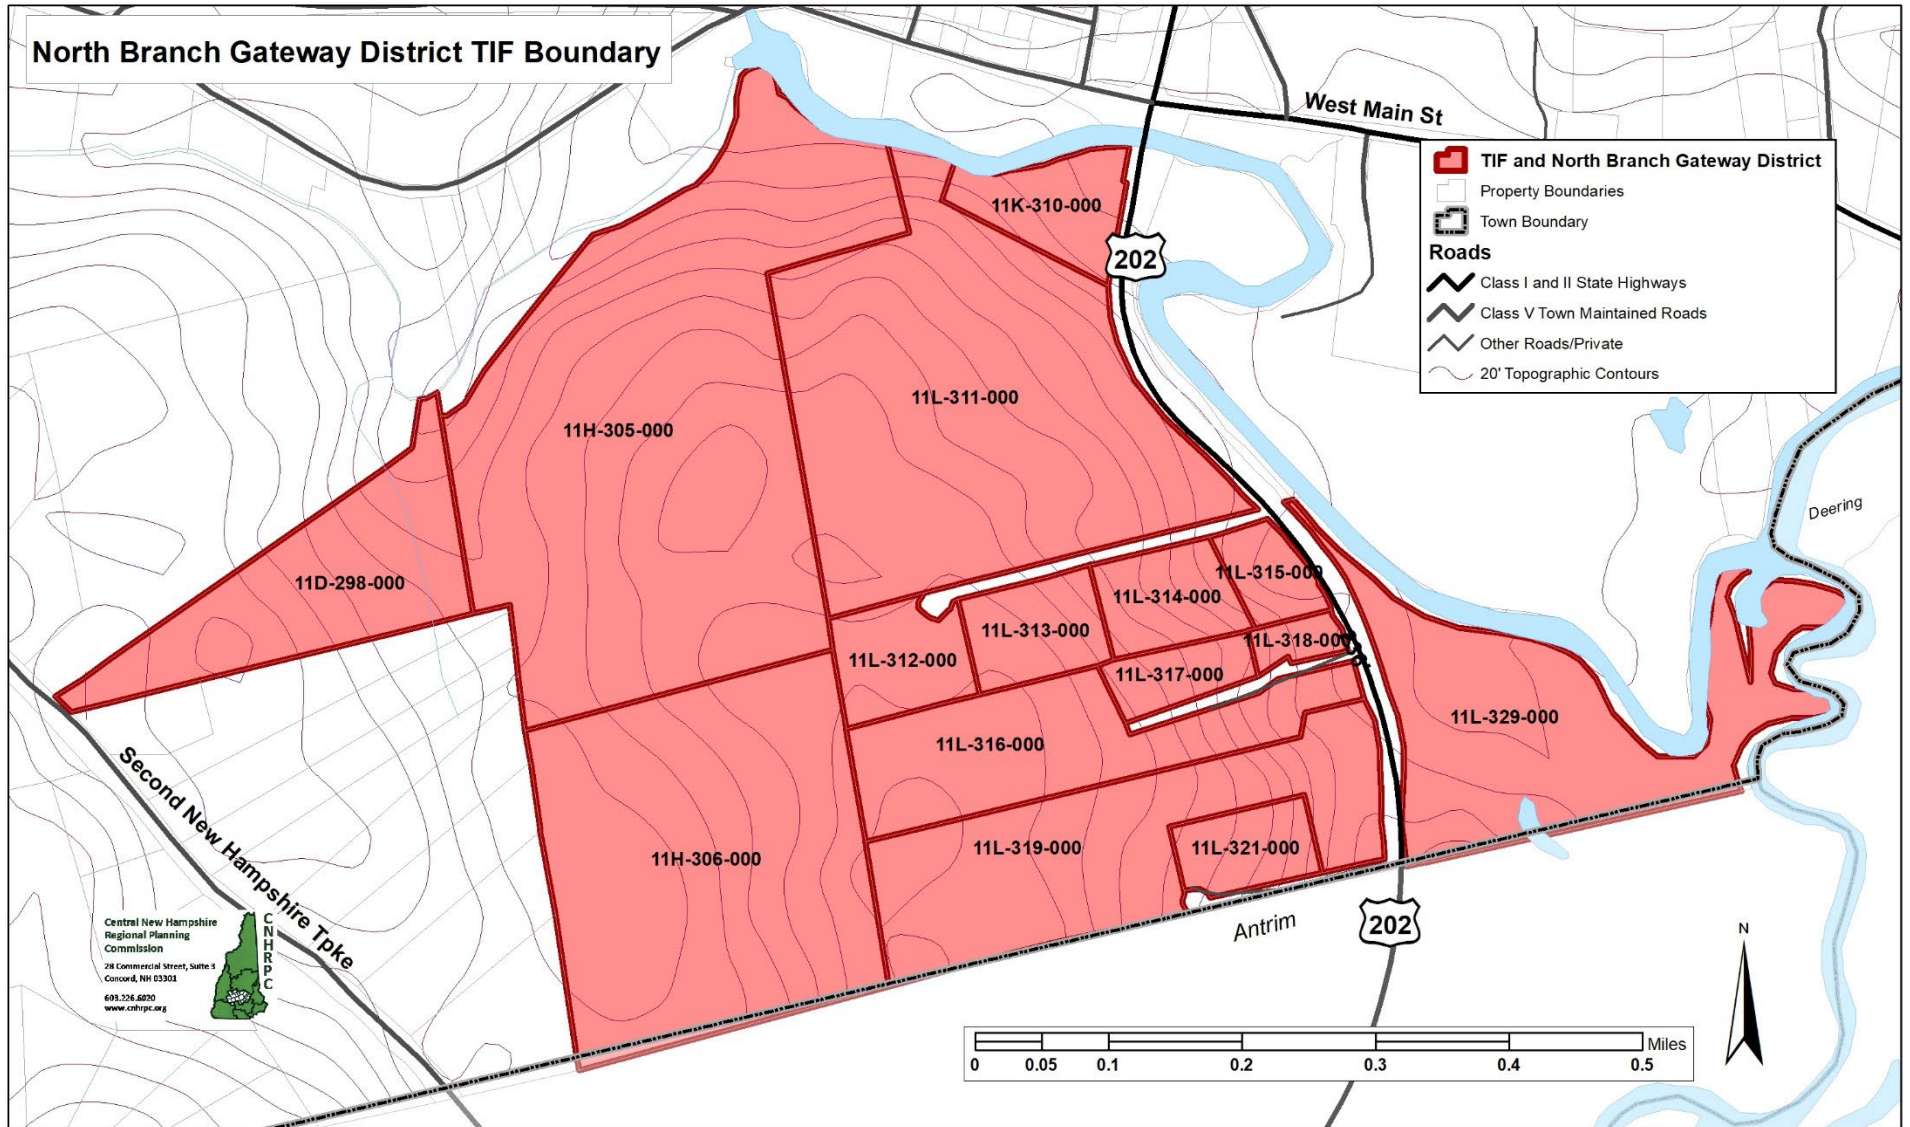 North Branch Gateway District TIF Boundary
West Main St
TIF and North Branch Gateway District
Property Boundaries
Town Boundary
Roads
Class I and II State Highways
Class V Town Maintained Roads
Other Roads/Private
20' Topographic Contours
11K-310-000
202
11L-311-000
11H-305-000
Deering
11D-298-000
11L-315-000
11L-314-000
11L-313-000
11L-318-000
11L-312-000
11L-317-000
11L-329-000
11L-316-000
Second New Hampshire Tpke
11H-306-000
11L-319-000
11L-321-000
Antrim
202
Central New Hampshire
Regional Planning
Commission
28 Commercial Street, Suite 3
Concord, NH 03301
603.226.6020
www.cnhrpc.org
CNHRPC
N
Miles
0 0.05 0.1 0.2 0.3 0.4 0.5